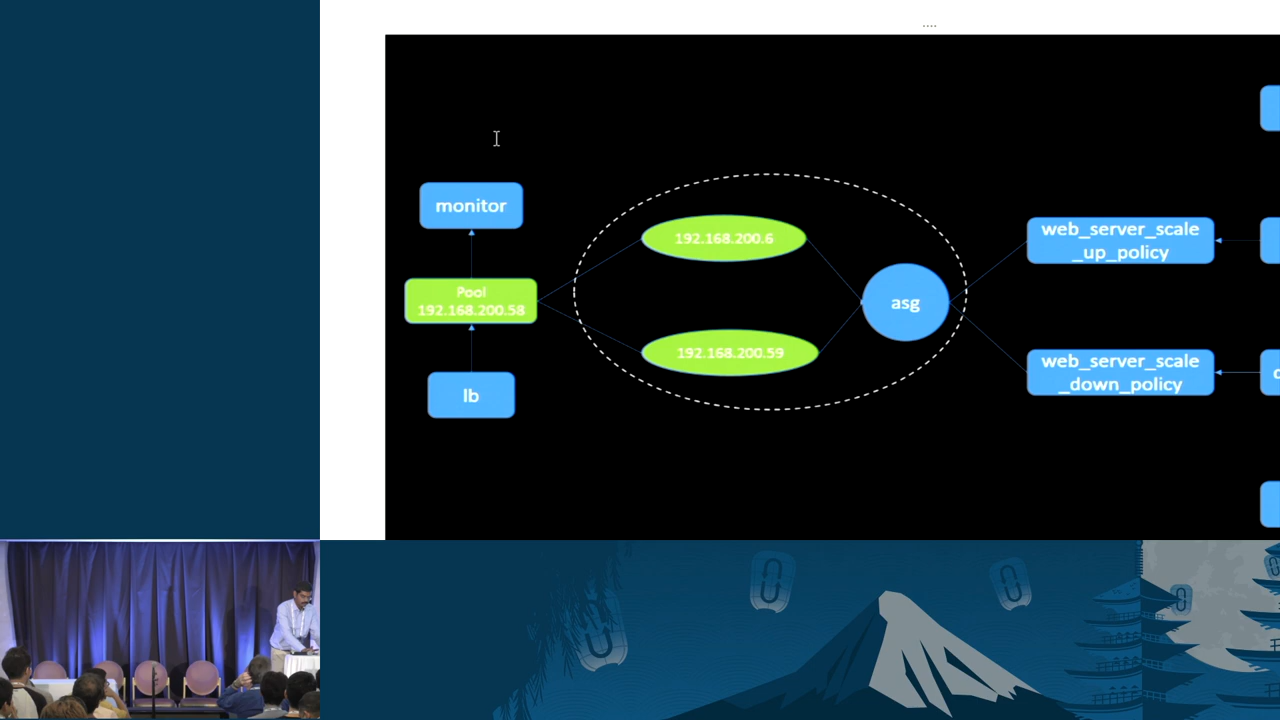 ....
monitor
Pool
192.168.200.58
lb
192.168.200.6
192.168.200.59
asg
web_server_scale
_up_policy
web_server_scale
_down_policy